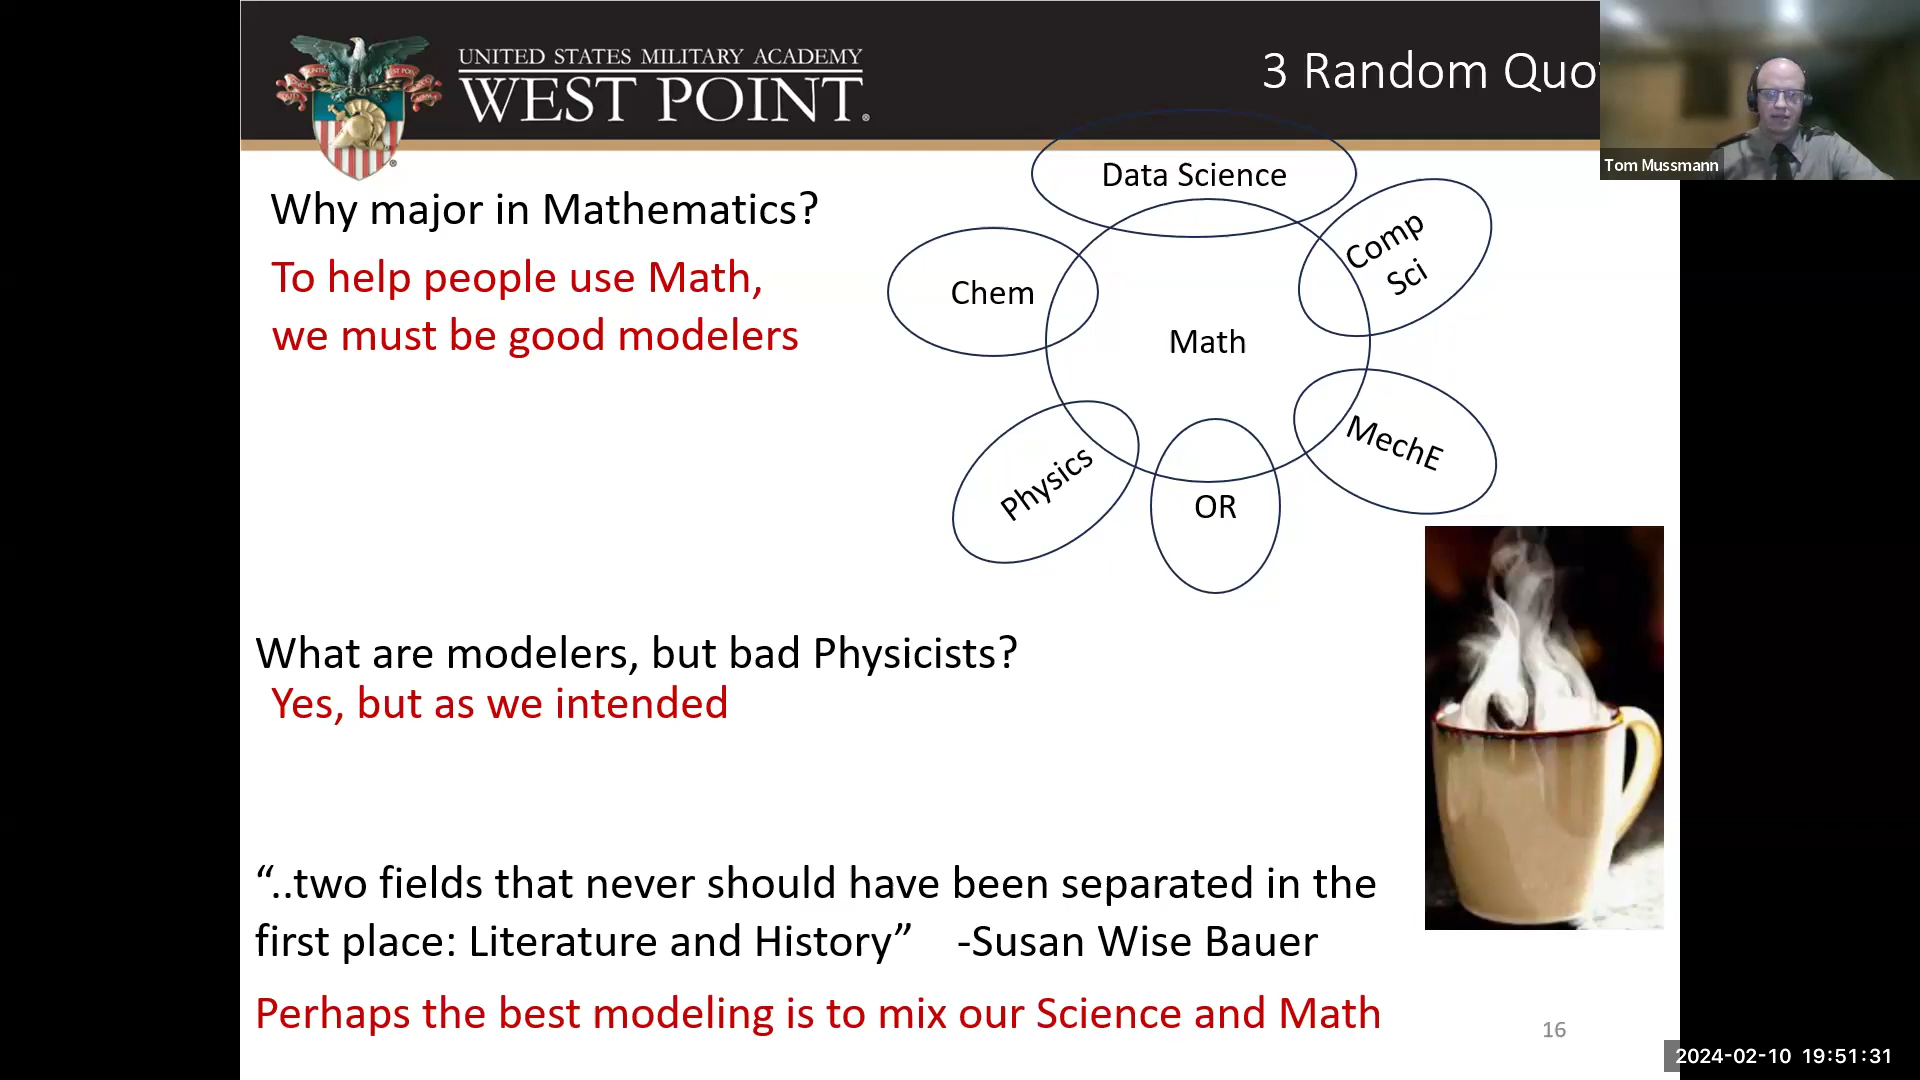 UNITED STATES MILITARY ACADEMY
WEST POINT
3 Random Quo
Tom Mussmann
Why major in Mathematics?
To help people use Math,
we must be good modelers
Data Science
Comp
Sci
Chem
Math
MechE
Physics
OR
What are modelers, but bad Physicists?
Yes, but as we intended
“..two fields that never should have been separated in the
first place: Literature and History” -Susan Wise Bauer
Perhaps the best modeling is to mix our Science and Math
16
2024-02-10 19:51:31